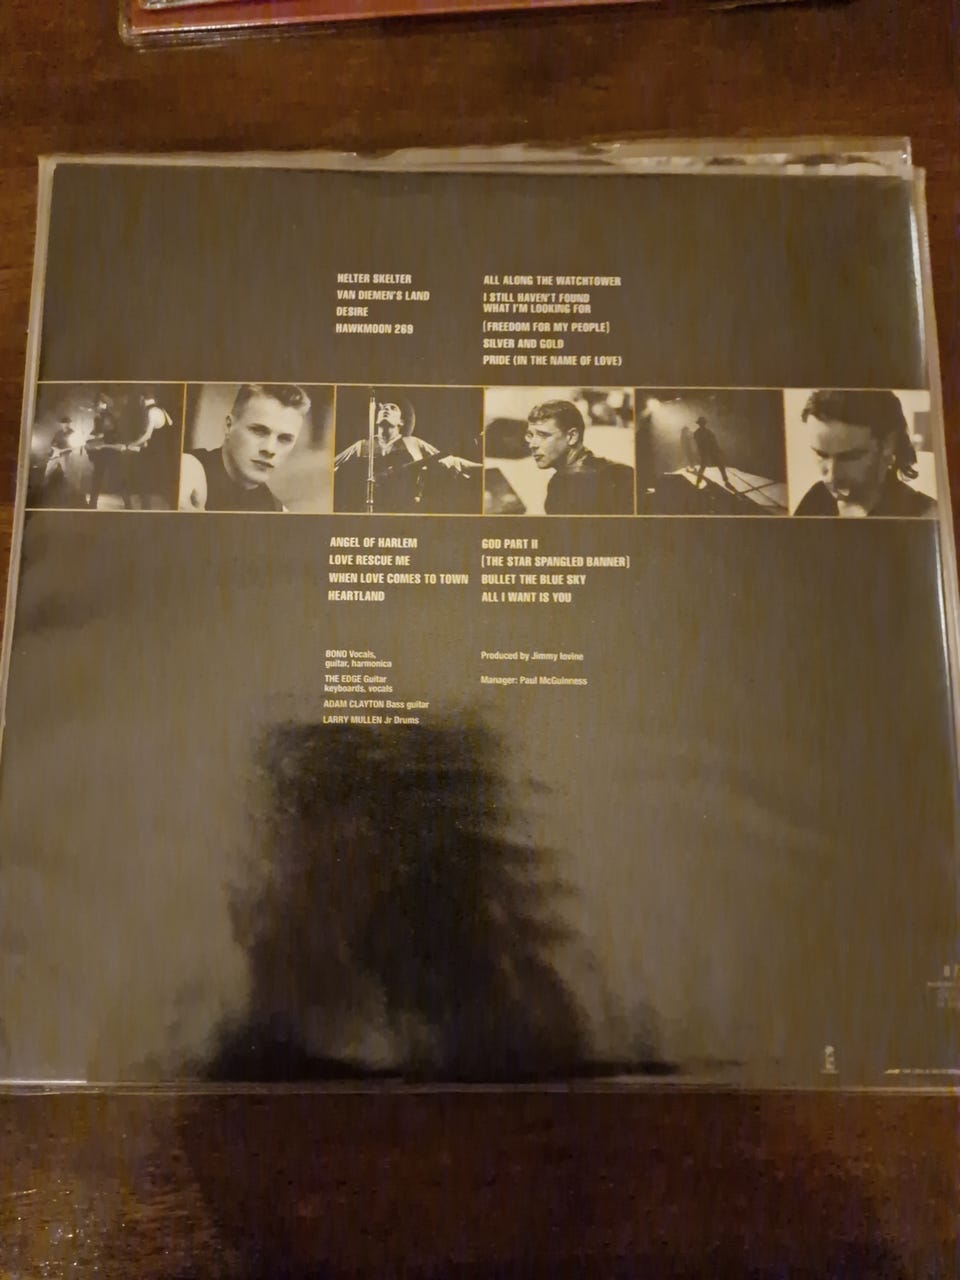 HELTER SKELTER
VAN DIEMEN'S LAND
DESIRE
HAWKMOON 269
ALL ALONG THE WATCHTOWER
I STILL HAVEN'T FOUND
WHAT I'M LOOKING FOR
(FREEDOM FOR MY PEOPLE)
SILVER AND GOLD
PRIDE (IN THE NAME OF LOVE)
ANGEL OF HARLEM
LOVE RESCUE ME
WHEN LOVE COMES TO TOWN
HEARTLAND
GOD PART II
(THE STAR SPANGLED BANNER)
BULLET THE BLUE SKY
ALL I WANT IS YOU
BONO Vocals,
guitar, harmonica
THE EDGE Guitar
keyboards, vocals
ADAM CLAYTON Bass guitar
LARRY MULLEN Jr Drums
Produced by Jimmy Iovine
Manager: Paul McGuinness